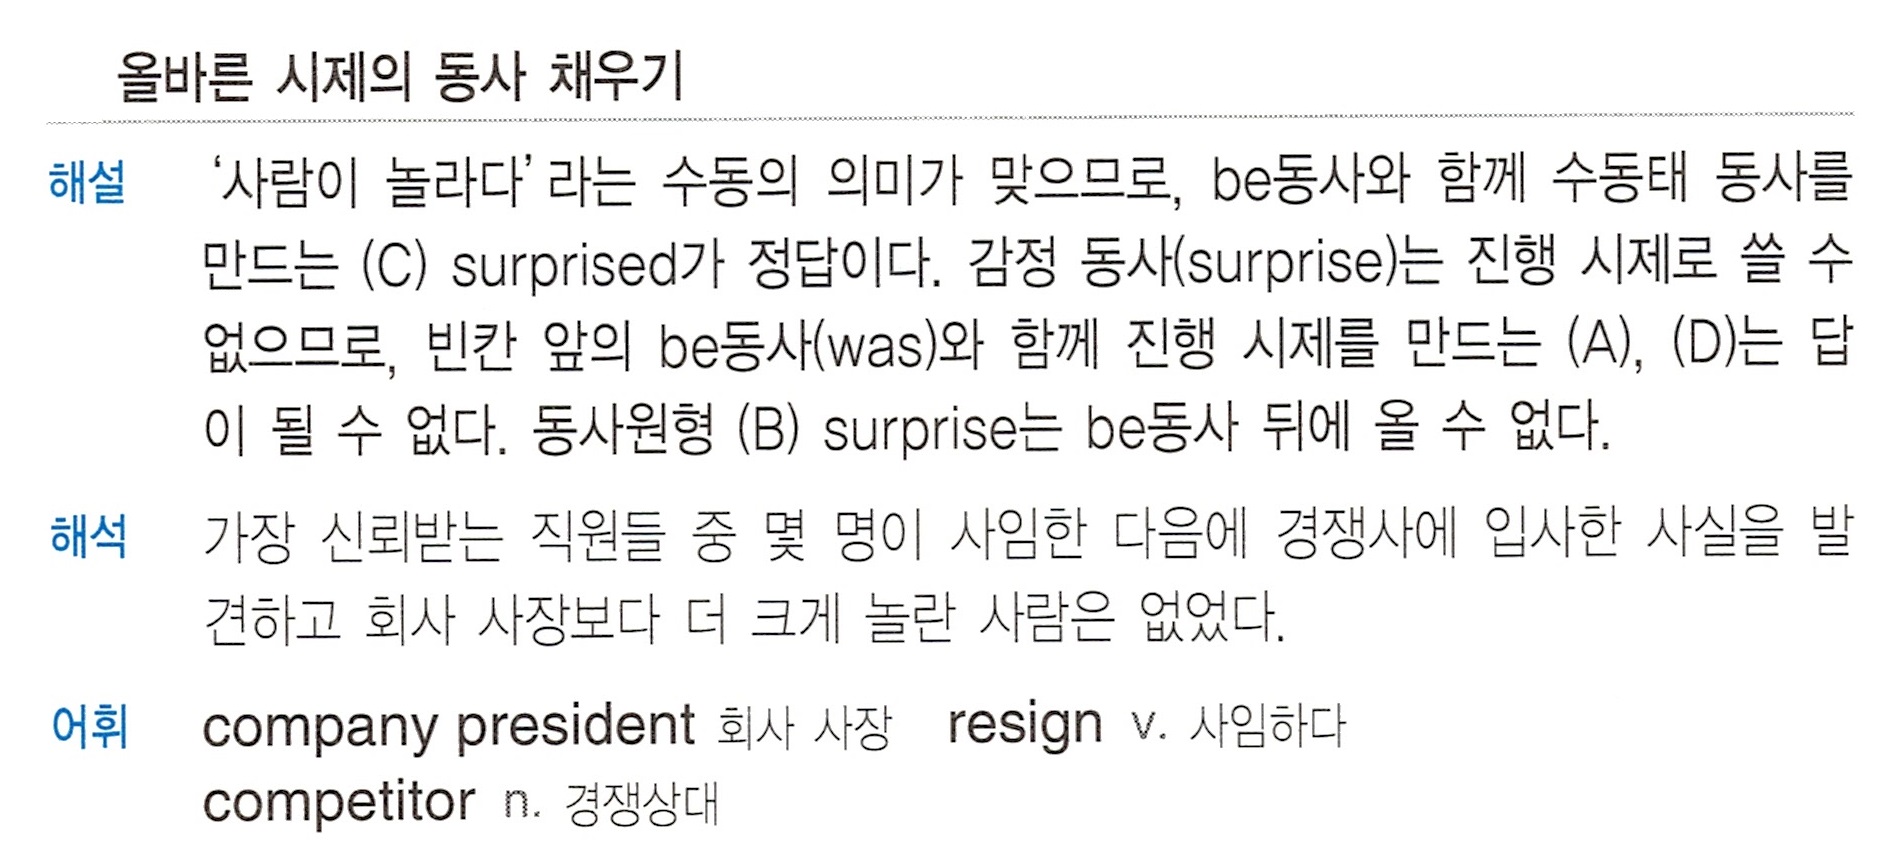 올바른 시제의 동사 채우기
해설 ‘사람이 놀라다’라는 수동의 의미가 맞으므로, be동사와 함께 수동태 동사를
만드는 (C) surprised가 정답이다. 감정 동사(surprise)는 진행 시제로 쓸 수
없으므로, 빈칸 앞의 be동사(was)와 함께 진행 시제를 만드는 (A), (D)는 답
이 될 수 없다. 동사원형 (B) surprise는 be동사 뒤에 올 수 없다.
해석 가장 신뢰받는 직원들 중 몇 명이 사임한 다음에 경쟁사에 입사한 사실을 발
견하고 회사 사장보다 더 크게 놀란 사람은 없었다.
어휘 company president 회사 사장 resign v. 사임하다
competitor n. 경쟁상대